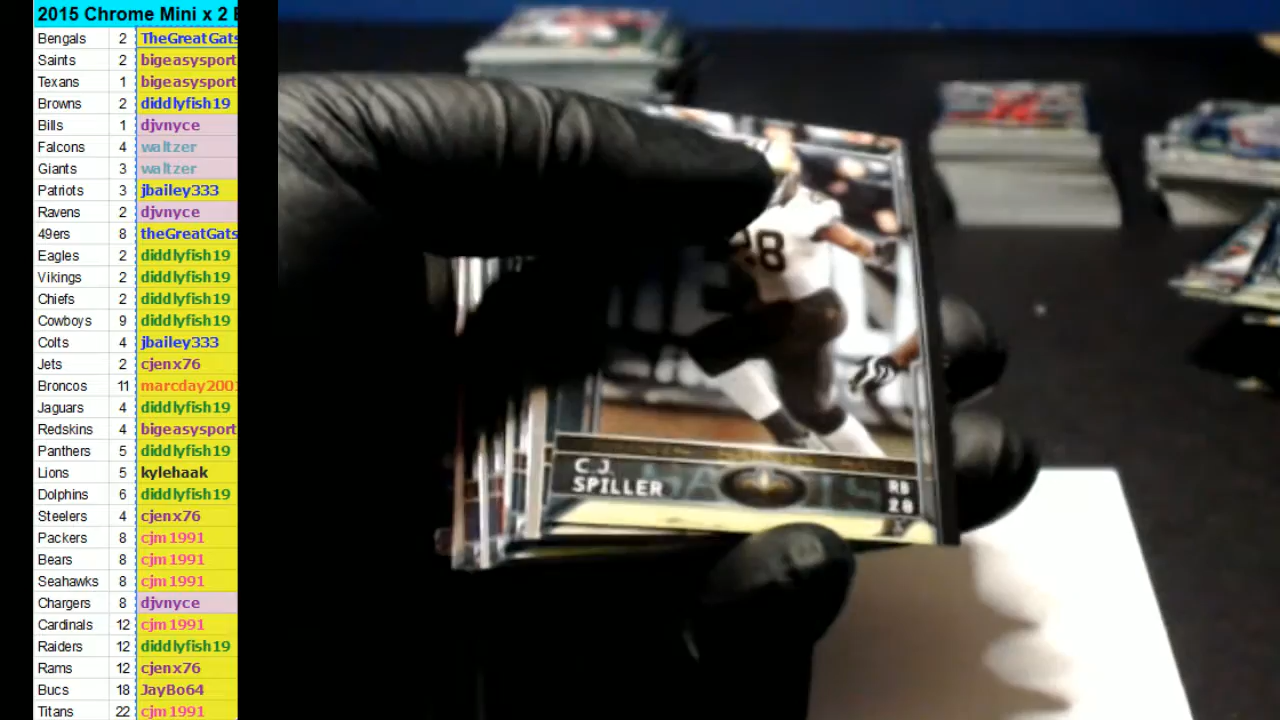 2015 Chrome Mini x 2 B
Bengals 2 TheGreatGats
Saints 2 bigeasysport
Texans 1 bigeasysport
Browns 2 diddlyfish19
Bills 1 djvnyce
Falcons 4 waltzer
Giants 3 waltzer
Patriots 3 jbailey333
Ravens 2 djvnyce
49ers 8 theGreatGats
Eagles 2 diddlyfish19
Vikings 2 diddlyfish19
Chiefs 2 diddlyfish19
Cowboys 9 diddlyfish19
Colts 4 jbailey333
Jets 2 cjenx76
Broncos 11 marcday2001
Jaguars 4 diddlyfish19
Redskins 4 bigeasysport
Panthers 5 diddlyfish19
Lions 5 kylehaak
Dolphins 6 diddlyfish19
Steelers 4 cjenx76
Packers 8 cjm1991
Bears 8 cjm1991
Seahawks 8 cjm1991
Chargers 8 djvnyce
Cardinals 12 cjm1991
Raiders 12 diddlyfish19
Rams 12 cjenx76
Bucs 18 JayBo64
Titans 22 cjm1991
28
C.J.
SPILLER
RB
28